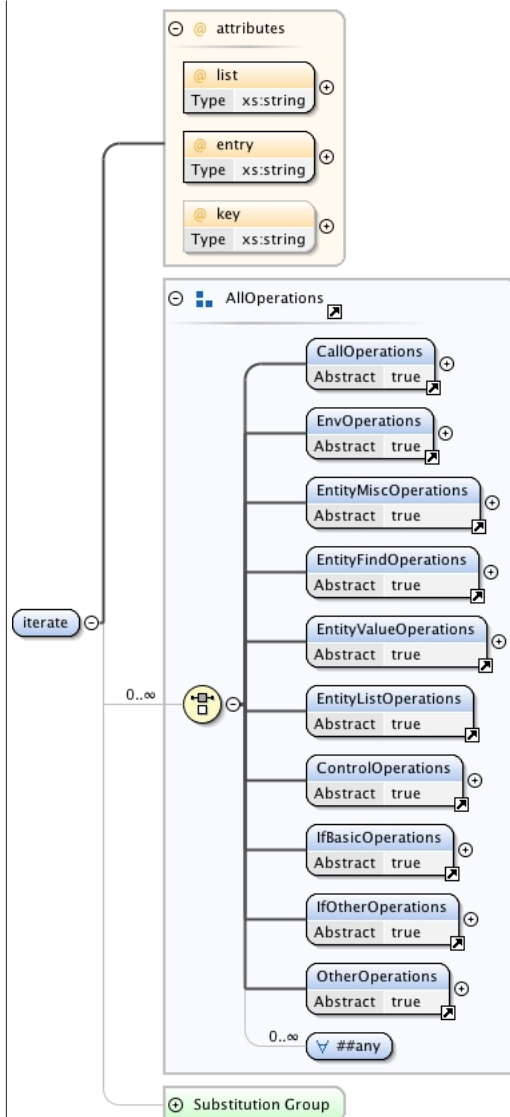 @ attributes
@ list
Type xs:string
@ entry
Type xs:string
@ key
Type xs:string
AllOperations
CallOperations
Abstract true
EnvOperations
Abstract true
EntityMiscOperations
Abstract true
EntityFindOperations
Abstract true
iterate
EntityValueOperations
Abstract true
0..∞
EntityListOperations
Abstract true
ControlOperations
Abstract true
IfBasicOperations
Abstract true
IfOtherOperations
Abstract true
OtherOperations
Abstract true
0..∞
∀ ##any
Substitution Group